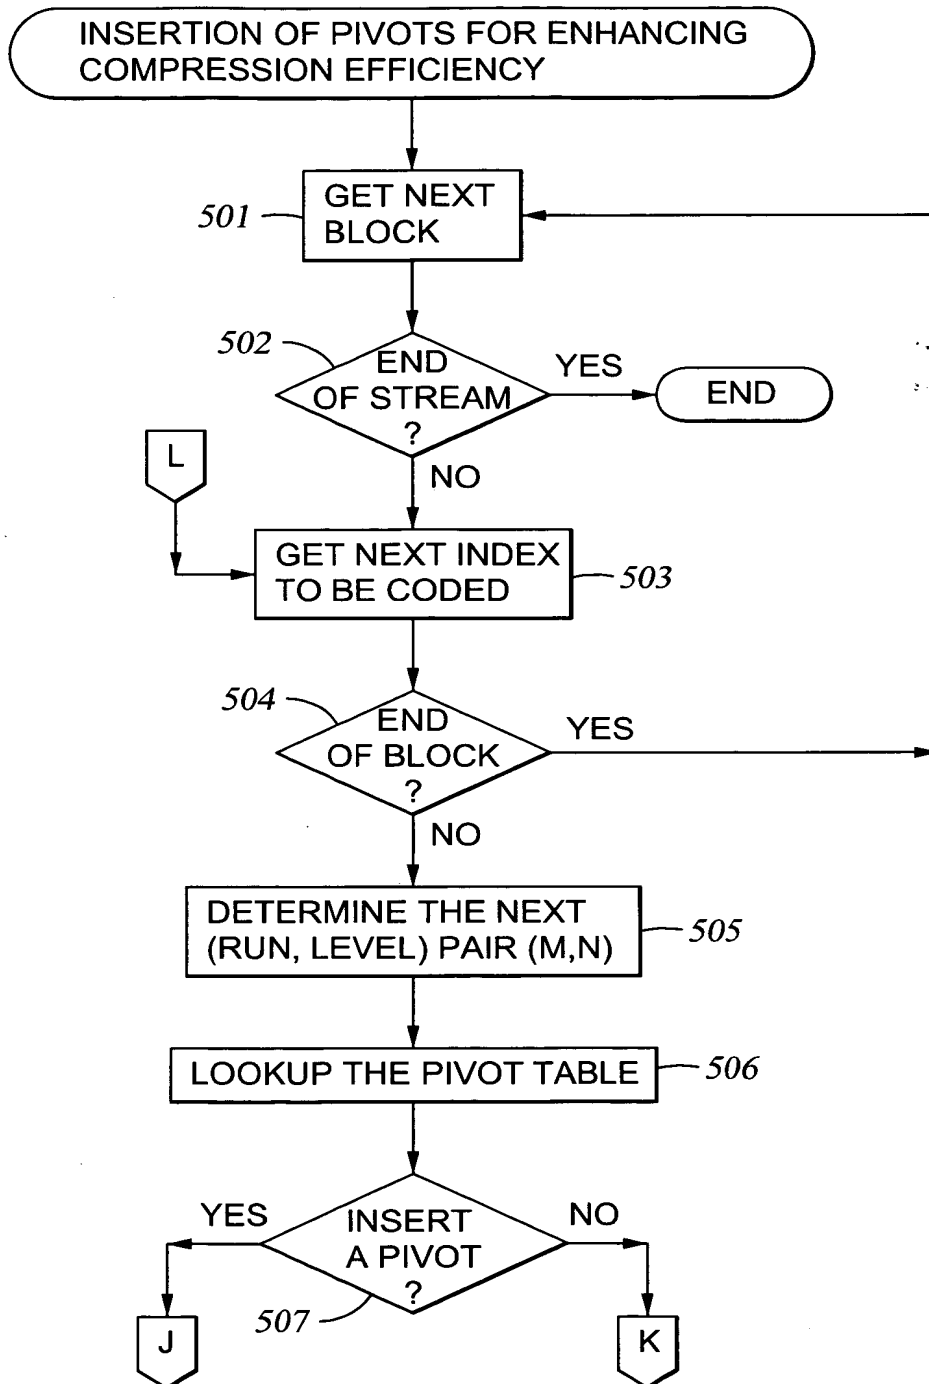 INSERTION OF PIVOTS FOR ENHANCING
COMPRESSION EFFICIENCY
GET NEXT
BLOCK
501
502
END
OF STREAM
?
YES
END
NO
L
GET NEXT INDEX
TO BE CODED
503
504
END
OF BLOCK
?
YES
NO
DETERMINE THE NEXT
(RUN, LEVEL) PAIR (M,N)
505
LOOKUP THE PIVOT TABLE
506
YES
INSERT
A PIVOT
?
NO
507
J
K